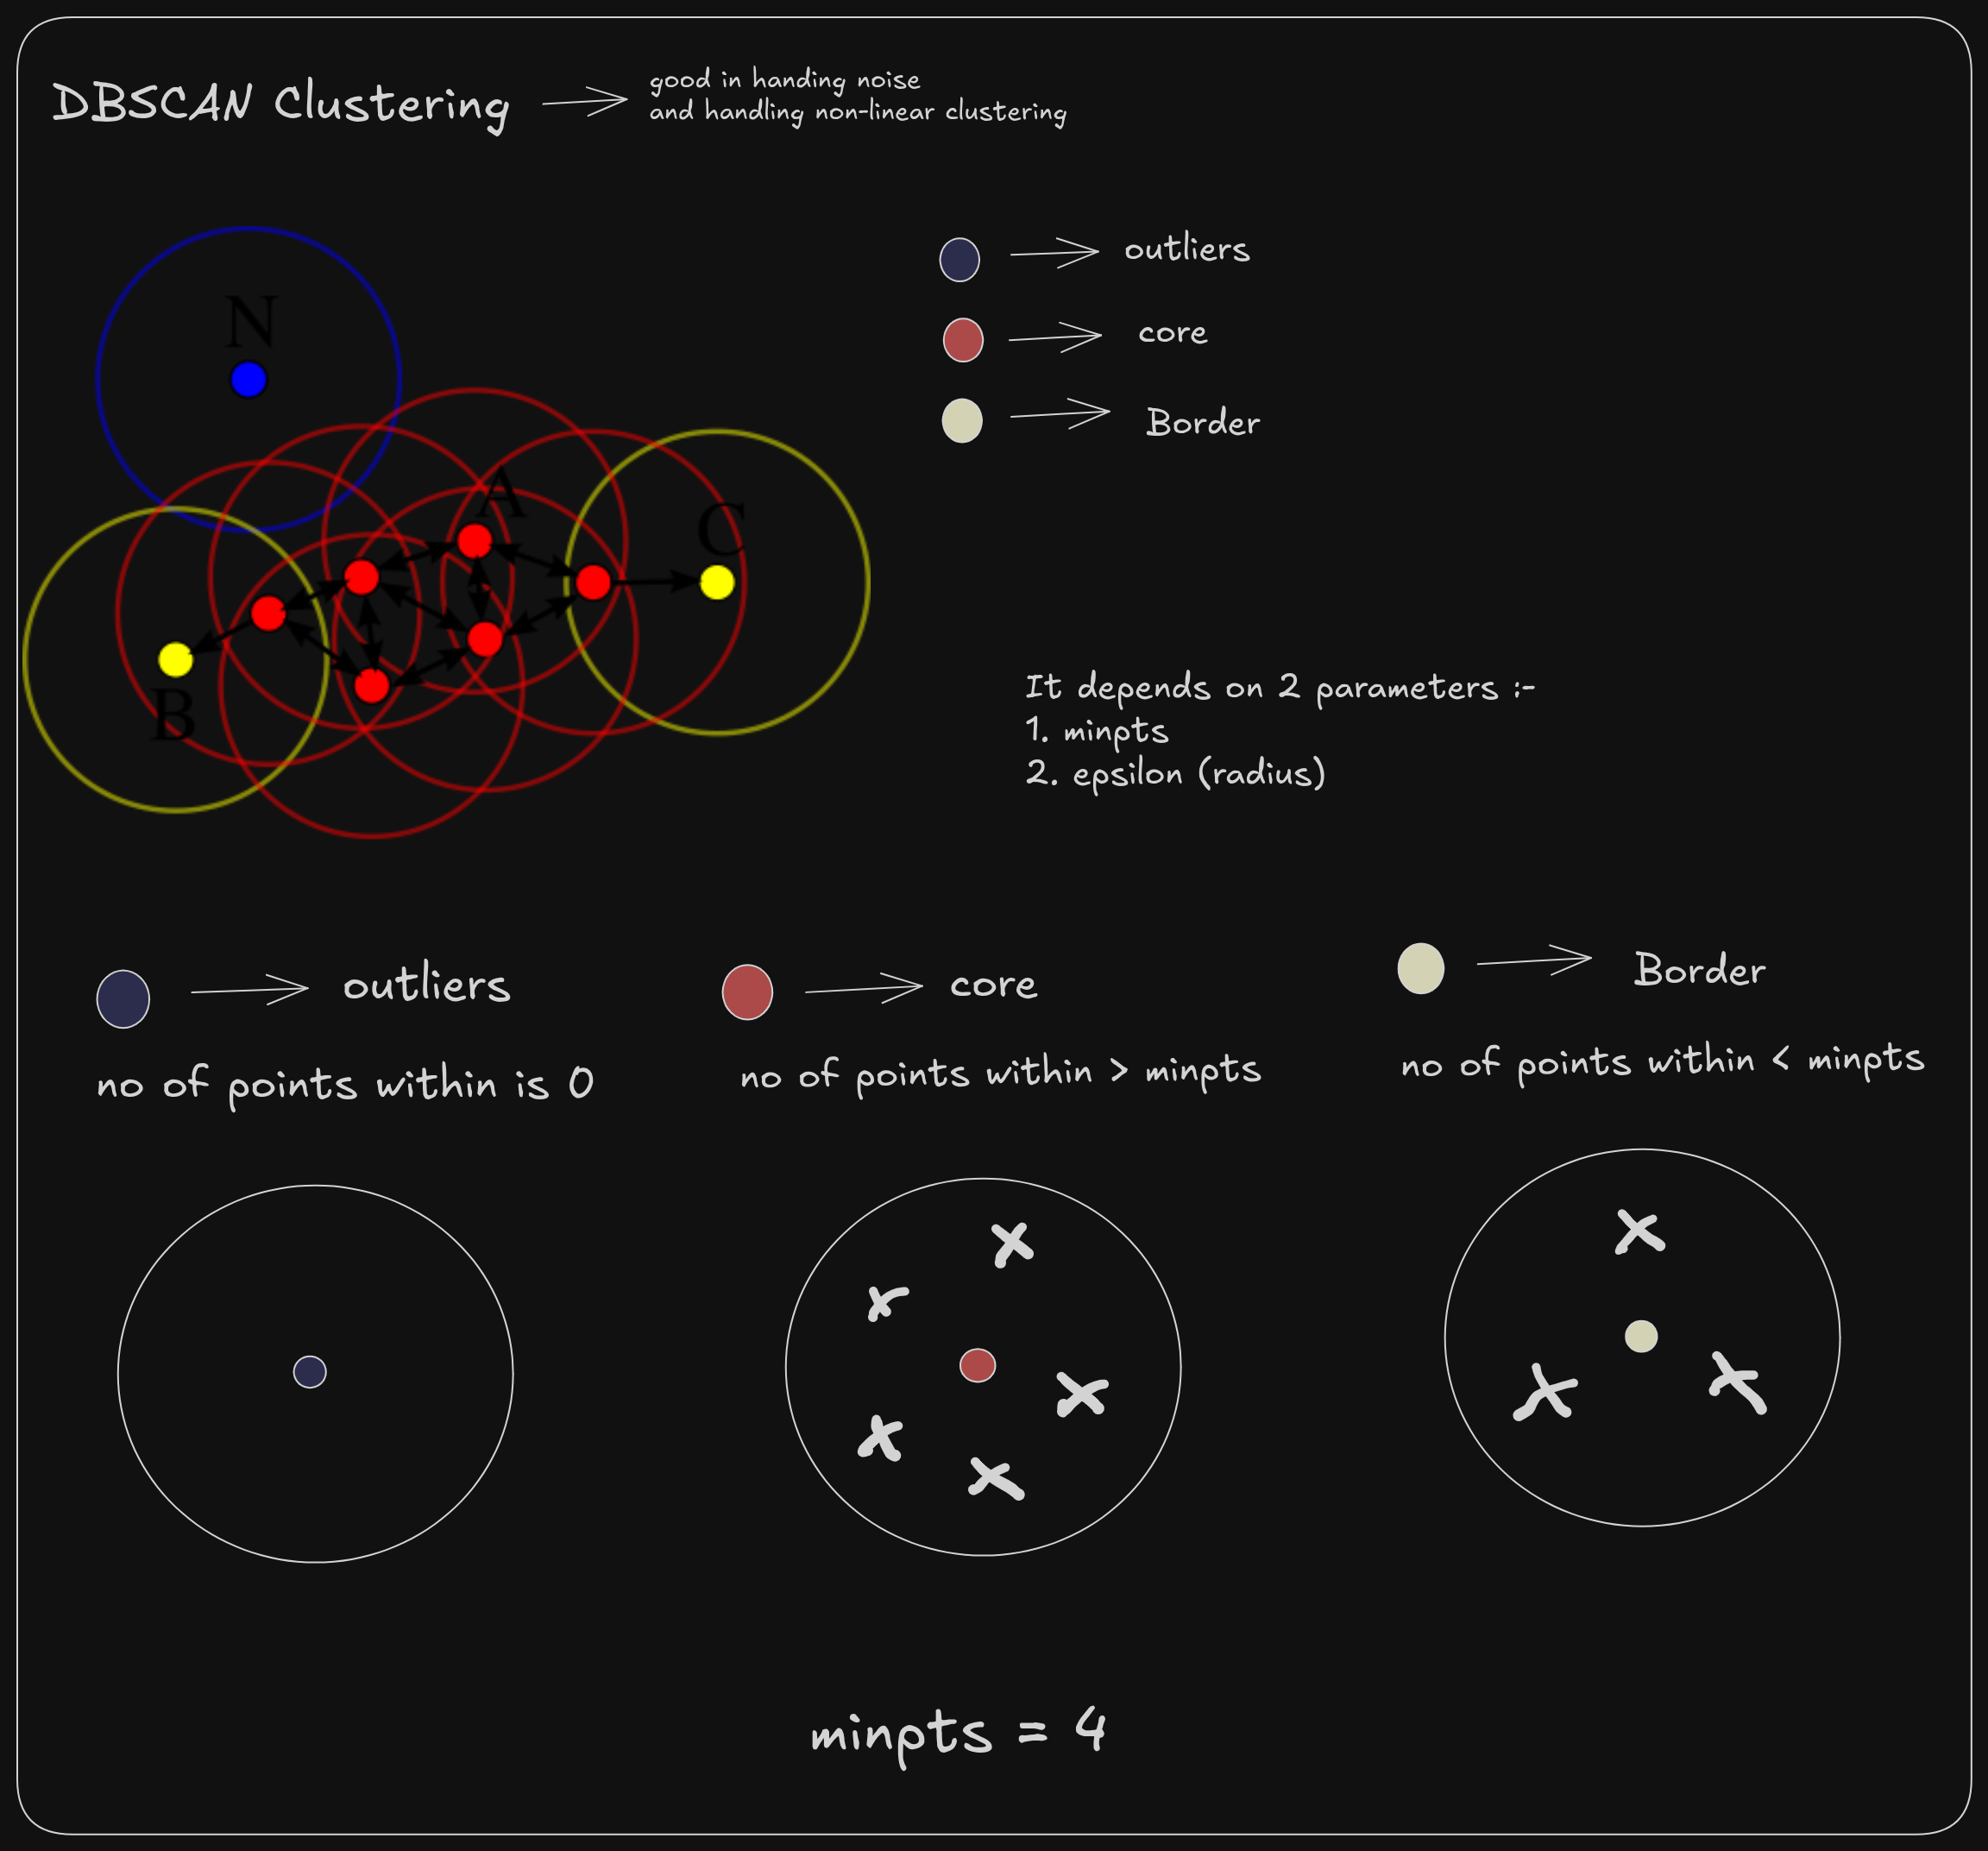 DBSCAN Clustering
good in handing noise
and handling non-linear clustering
outliers
core
Border
N
A
C
B
It depends on 2 parameters :-
1. minpts
2. epsilon (radius)
outliers
core
Border
no of points within is 0
no of points within > minpts
no of points within < minpts
minpts = 4